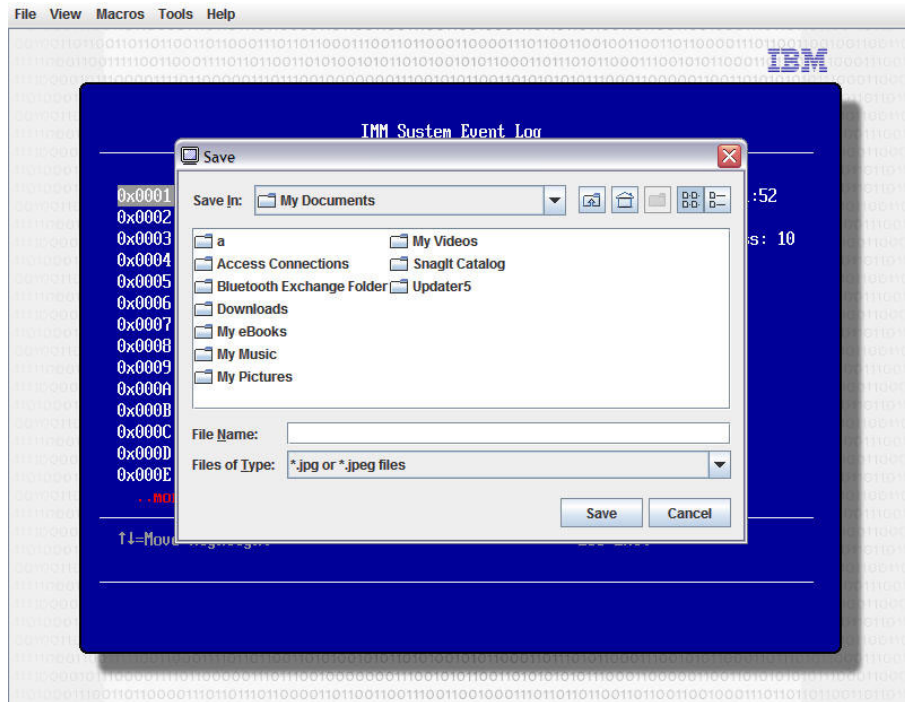 File View Macros Tools Help
IBM
IMM System Event Log
Save
Save In: My Documents
0x0001 :52
0x0002
0x0003 s: 10
0x0004
0x0005
0x0006
0x0007
0x0008
0x0009
0x000A
0x000B
0x000C
0x000D
0x000E
a
Access Connections
Bluetooth Exchange Folder
Downloads
My eBooks
My Music
My Pictures
My Videos
SnagIt Catalog
Updater5
File Name:
Files of Type: *.jpg or *.jpeg files
Save Cancel
..MO
↑↓=Move